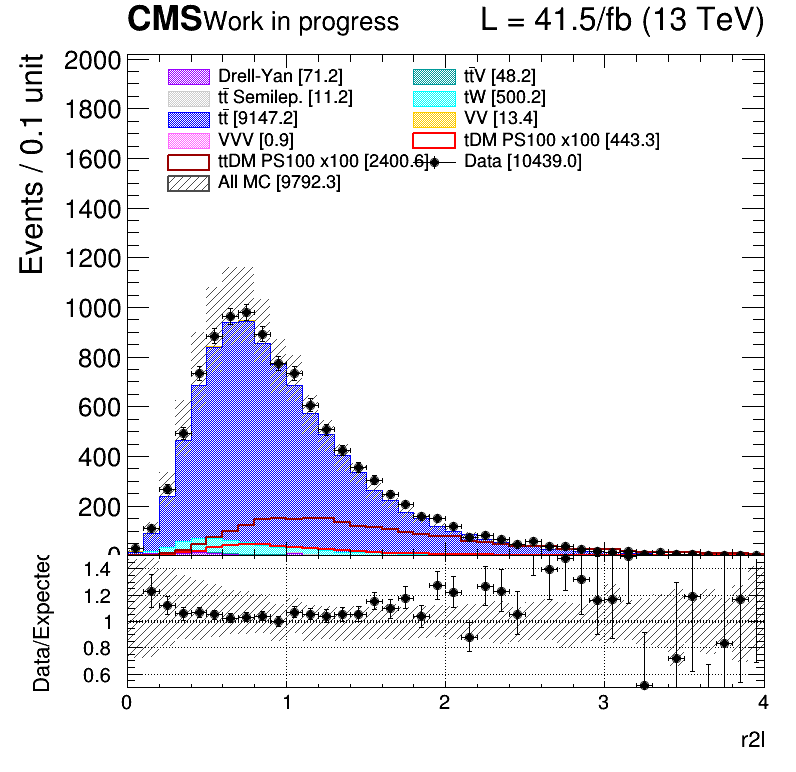 CMS Work in progress L = 41.5/fb (13 TeV)
Events / 0.1 unit
2000
1800
1600
1400
1200
1000
800
600
400
200
0
Drell-Yan [71.2] tt̄V [48.2]
tt̄ Semilep. [11.2] tW [500.2]
tt̄ [9147.2] VV [13.4]
VVV [0.9] tDM PS100 x100 [443.3]
ttDM PS100 x100 [2400.6] Data [10439.0]
All MC [9792.3]
Data/Expected
1.4
1.2
1
0.8
0.6
0 1 2 3 4
r2l